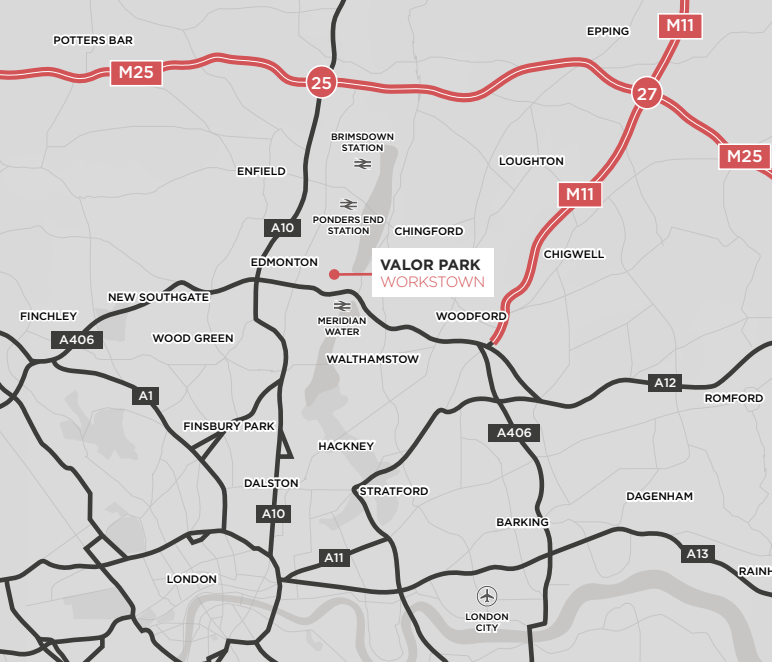 M11
EPPING
POTTERS BAR
M25
25
27
BRIMSDOWN
STATION
M25
LOUGHTON
ENFIELD
M11
PONDERS END
STATION
A10
CHINGFORD
CHIGWELL
EDMONTON
VALOR PARK
WORKSTOWN
NEW SOUTHGATE
FINCHLEY
MERIDIAN
WATER
WOODFORD
A406
WOOD GREEN
WALTHAMSTOW
A12
A1
ROMFORD
FINSBURY PARK
A406
HACKNEY
DALSTON
STRATFORD
DAGENHAM
A10
BARKING
A11
A13
RAINH
LONDON
LONDON
CITY